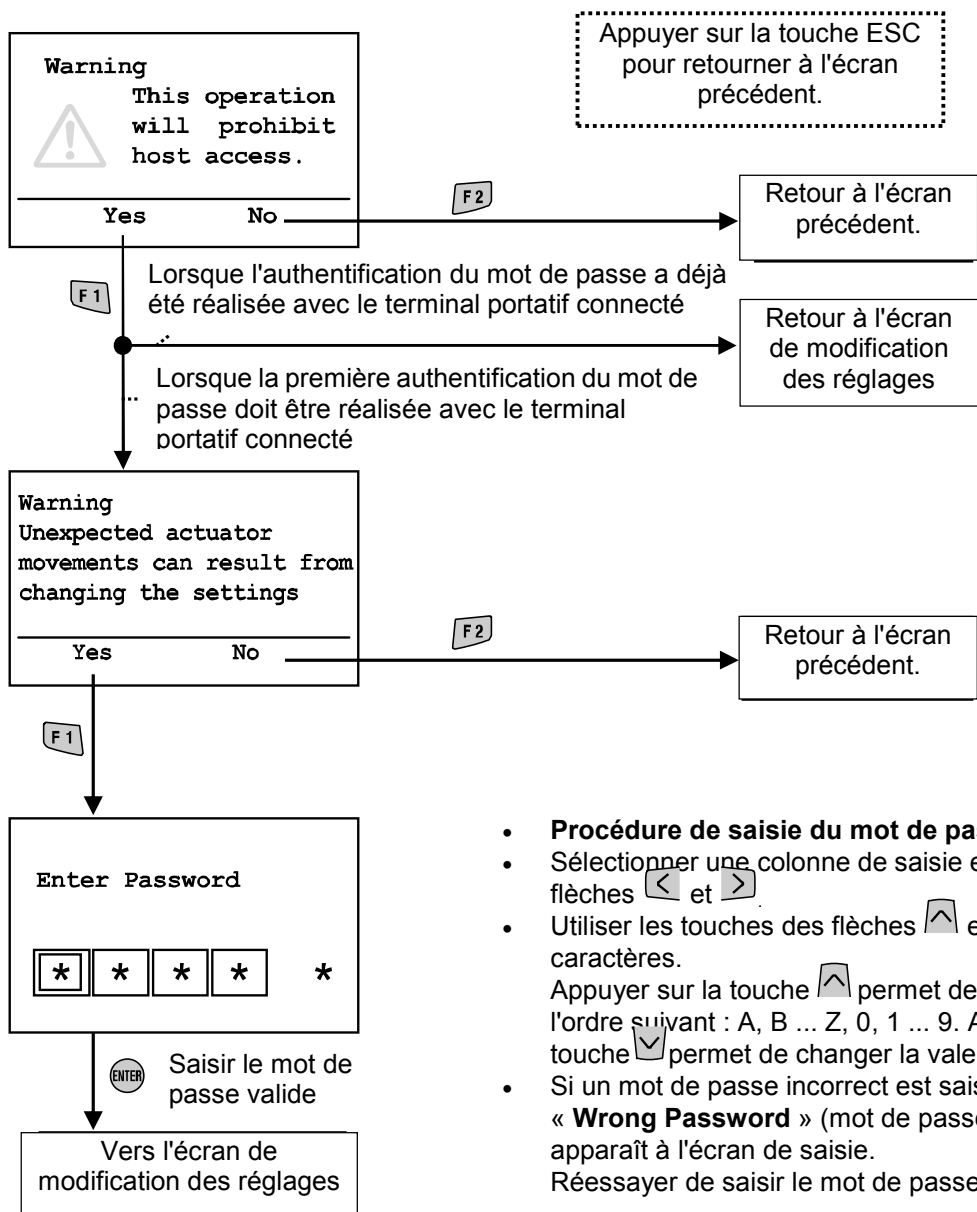 Appuyer sur la touche ESC
pour retourner à l'écran
précédent.
Warning
This operation
will prohibit
host access.
Yes No
F 2
Retour à l'écran
précédent.
F 1
Lorsque l'authentification du mot de passe a déjà
été réalisée avec le terminal portatif connecté
Retour à l'écran
de modification
des réglages
Lorsque la première authentification du mot de
passe doit être réalisée avec le terminal
portatif connecté
Warning
Unexpected actuator
movements can result from
changing the settings
Yes No
F 2
Retour à l'écran
précédent.
F 1
Enter Password
* * * * *
ENTER
Saisir le mot de
passe valide
Vers l'écran de
modification des réglages
• Procédure de saisie du mot de pa
• Sélectionner une colonne de saisie e
flèches < et >.
• Utiliser les touches des flèches ^ e
caractères.
Appuyer sur la touche ^ permet de
l'ordre suivant : A, B ... Z, 0, 1 ... 9. A
touche v permet de changer la vale
• Si un mot de passe incorrect est sais
« Wrong Password » (mot de passe
apparaît à l'écran de saisie.
Réessayer de saisir le mot de passe